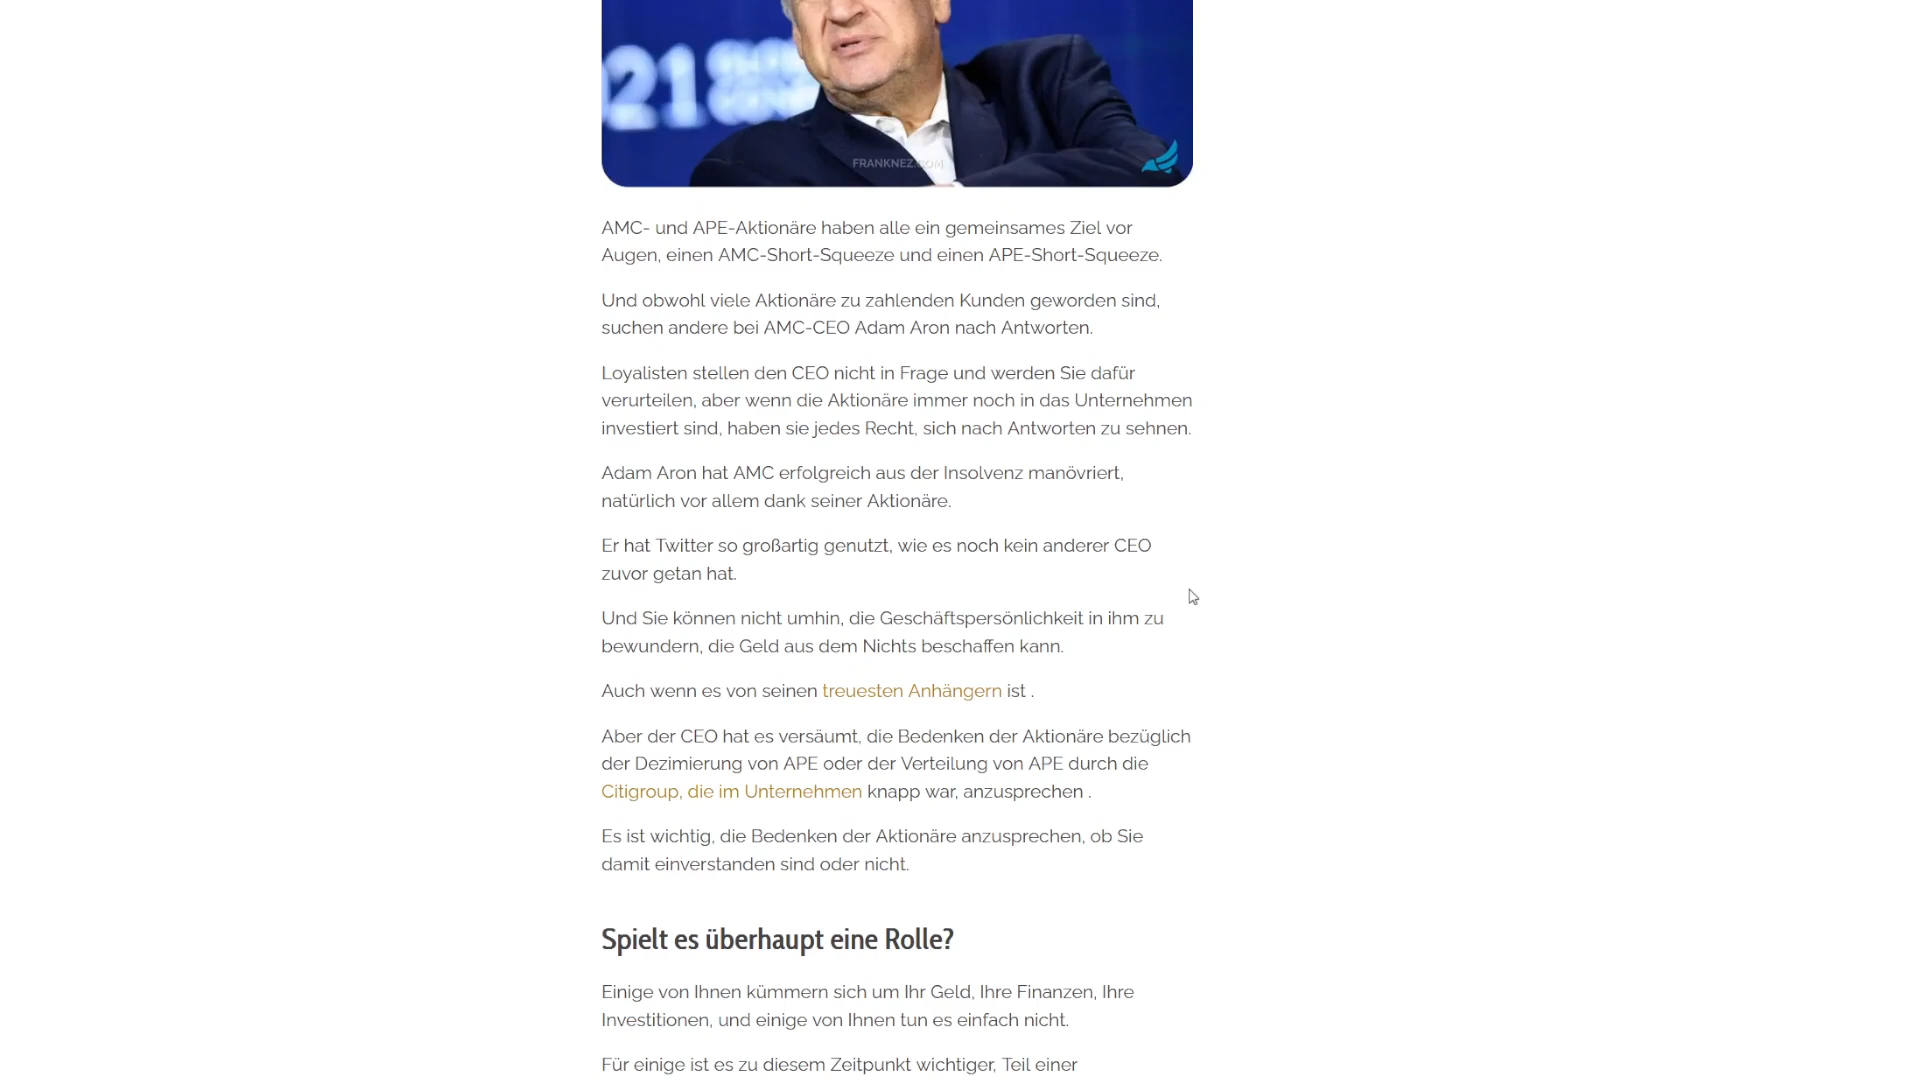 21
FRANKNEZ.COM
AMC- und APE-Aktionäre haben alle ein gemeinsames Ziel vor
Augen, einen AMC-Short-Squeeze und einen APE-Short-Squeeze.
Und obwohl viele Aktionäre zu zahlenden Kunden geworden sind,
suchen andere bei AMC-CEO Adam Aron nach Antworten.
Loyalisten stellen den CEO nicht in Frage und werden Sie dafür
verurteilen, aber wenn die Aktionäre immer noch in das Unternehmen
investiert sind, haben sie jedes Recht, sich nach Antworten zu sehnen.
Adam Aron hat AMC erfolgreich aus der Insolvenz manövriert,
natürlich vor allem dank seiner Aktionäre.
Er hat Twitter so großartig genutzt, wie es noch kein anderer CEO
zuvor getan hat.
Und Sie können nicht umhin, die Geschäftspersönlichkeit in ihm zu
bewundern, die Geld aus dem Nichts beschaffen kann.
Auch wenn es von seinen treuesten Anhängern ist .
Aber der CEO hat es versäumt, die Bedenken der Aktionäre bezüglich
der Dezimierung von APE oder der Verteilung von APE durch die
Citigroup, die im Unternehmen knapp war, anzusprechen .
Es ist wichtig, die Bedenken der Aktionäre anzusprechen, ob Sie
damit einverstanden sind oder nicht.
Spielt es überhaupt eine Rolle?
Einige von Ihnen kümmern sich um Ihr Geld, Ihre Finanzen, Ihre
Investitionen, und einige von Ihnen tun es einfach nicht.
Für einige ist es zu diesem Zeitpunkt wichtiger, Teil einer